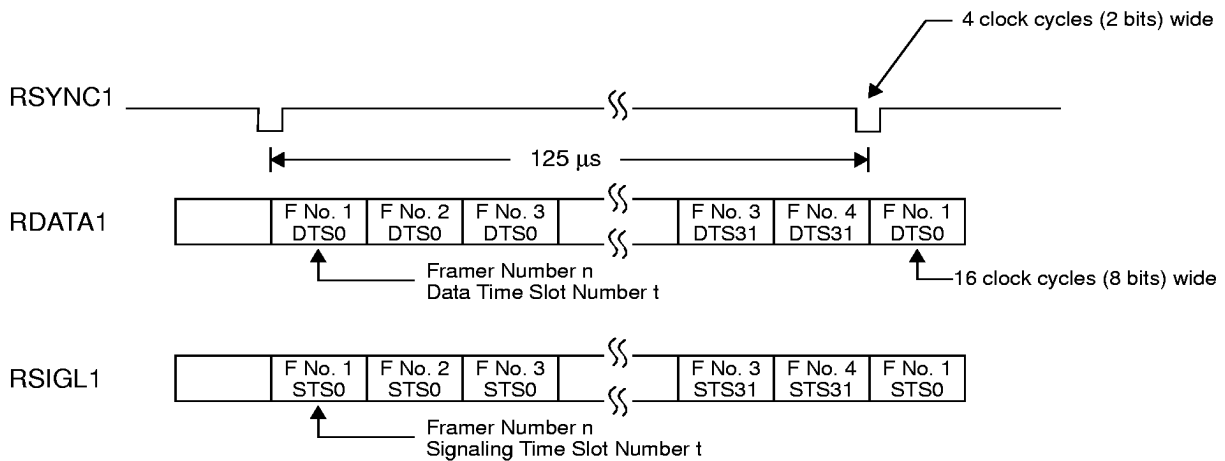 4 clock cycles (2 bits) wide
RSYNC1
125 μs
RDATA1
F No. 1 F No. 2 F No. 3 F No. 3 F No. 4 F No. 1
DTS0 DTS0 DTS0 DTS31 DTS31 DTS0
Framer Number n
Data Time Slot Number t
16 clock cycles (8 bits) wide
RSIGL1
F No. 1 F No. 2 F No. 3 F No. 3 F No. 4 F No. 1
STS0 STS0 STS0 STS31 STS31 STS0
Framer Number n
Signaling Time Slot Number t